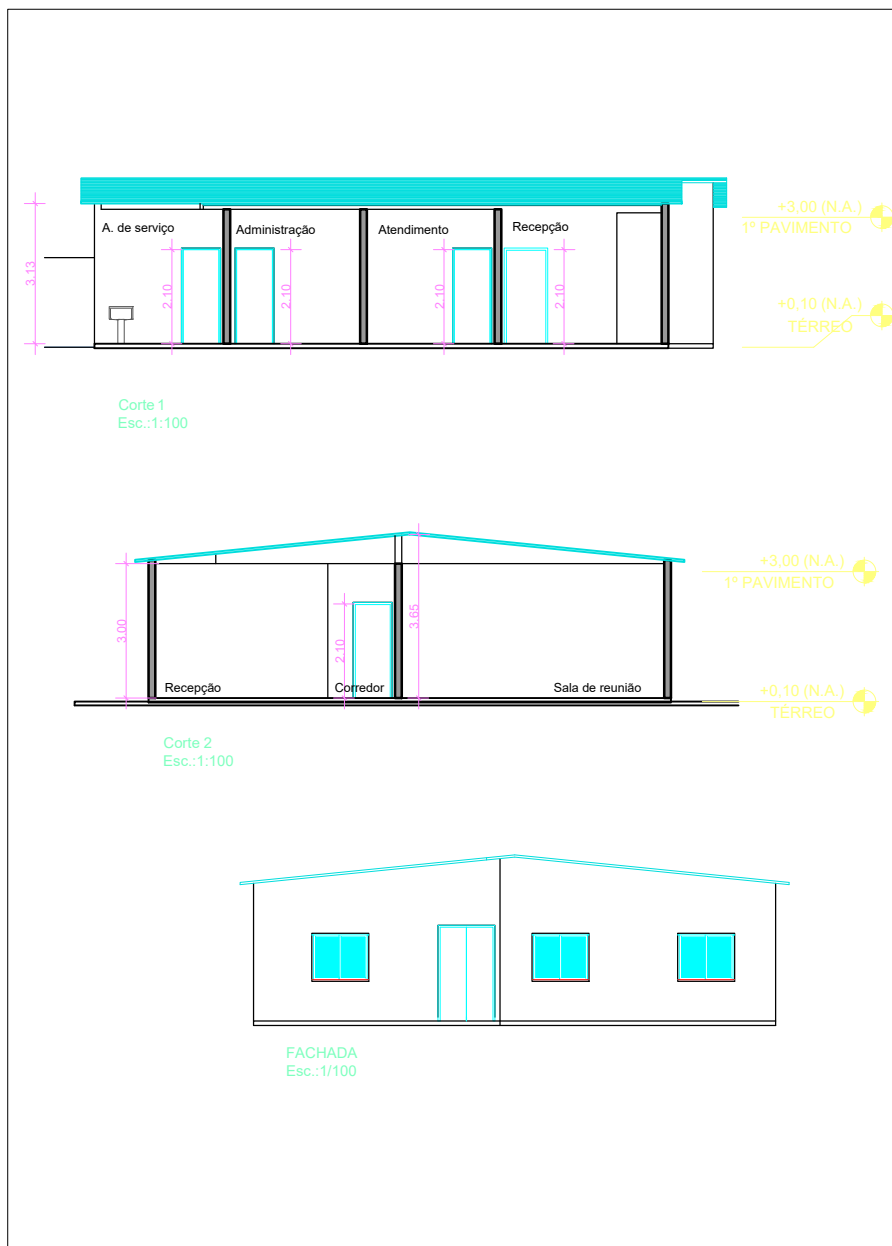 A. de serviço
Administração
Atendimento
Recepção
3.13
2.10
2.10
2.10
2.10
+3,00 (N.A.)
1º PAVIMENTO
+0,10 (N.A.)
TÉRREO
Corte 1
Esc.:1:100
3.00
2.10
3.65
Recepção
Corredor
Sala de reunião
+3,00 (N.A.)
1º PAVIMENTO
+0,10 (N.A.)
TÉRREO
Corte 2
Esc.:1:100
FACHADA
Esc.:1/100